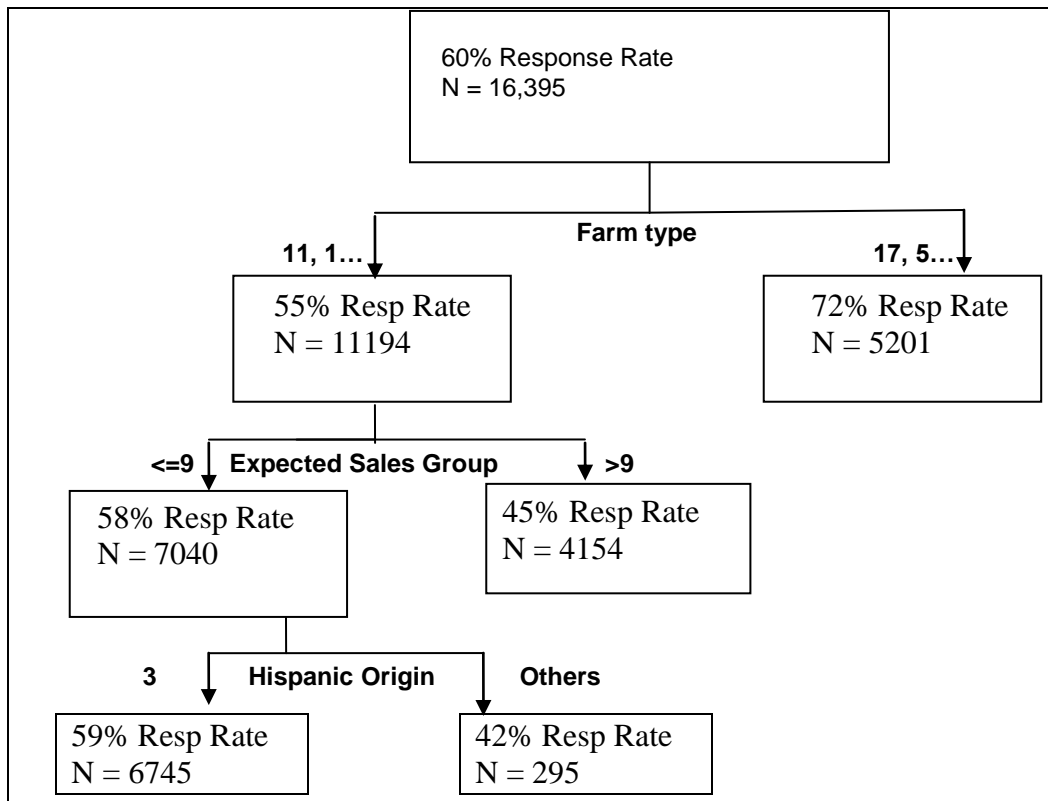 60% Response Rate
N = 16,395
Farm type
11, 1…
17, 5…
55% Resp Rate
N = 11194
72% Resp Rate
N = 5201
<=9
Expected Sales Group
>9
58% Resp Rate
N = 7040
45% Resp Rate
N = 4154
3
Hispanic Origin
Others
59% Resp Rate
N = 6745
42% Resp Rate
N = 295